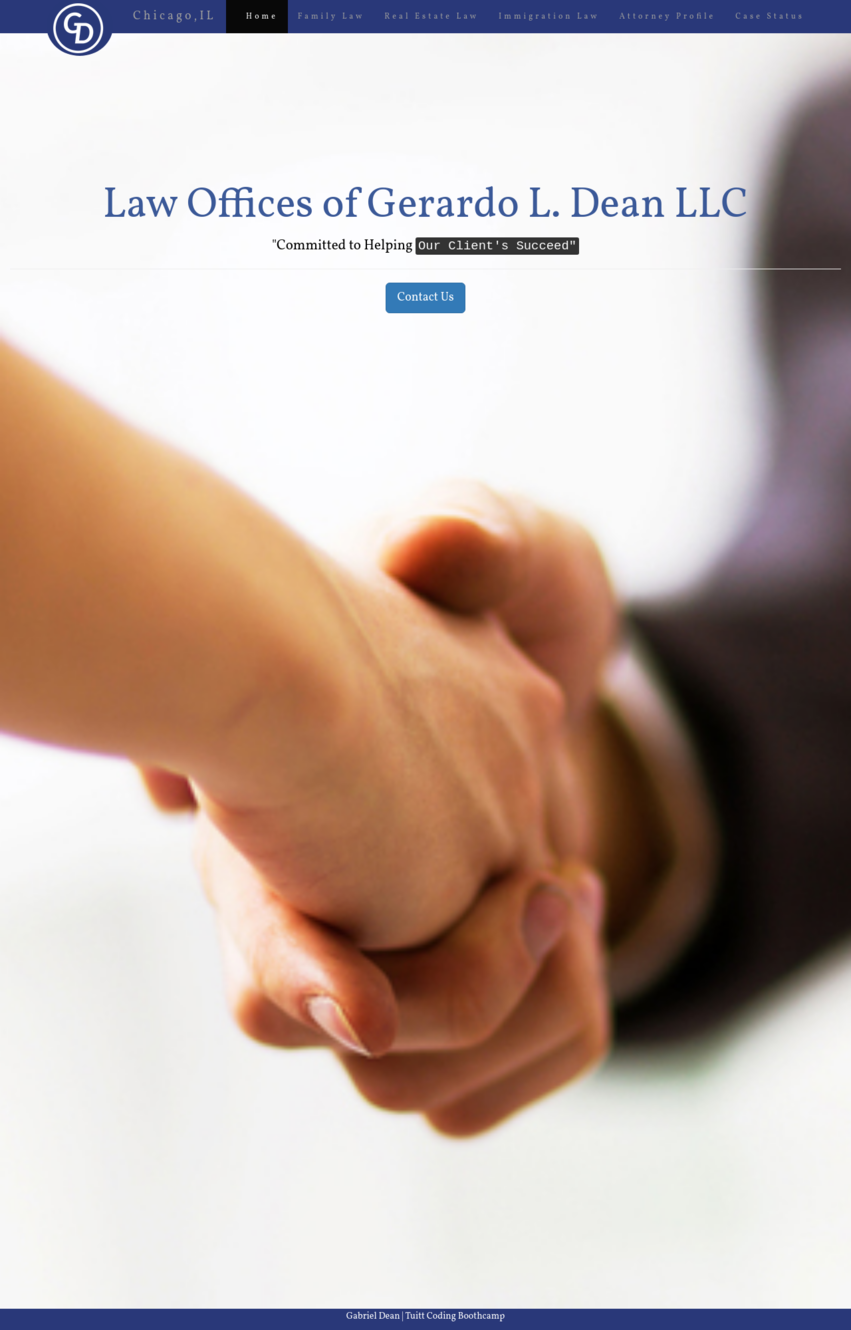 GD
Chicago,IL Home Family Law Real Estate Law Immigration Law Attorney Profile Case Status
Law Offices of Gerardo L. Dean LLC
"Committed to Helping Our Client's Succeed"
Contact Us
Gabriel Dean | Tuitt Coding Boothcamp